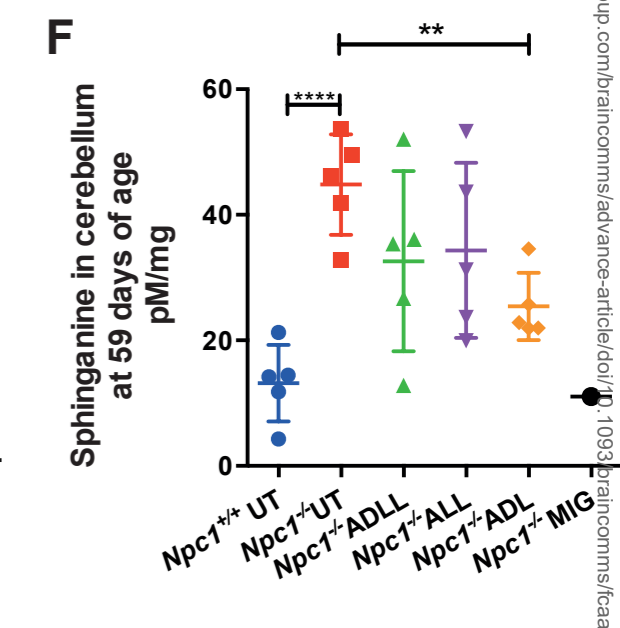 F
**
****
Sphinganine in cerebellum
at 59 days of age
pM/mg
60
40
20
0
Npc1+/+ UT
Npc1-/-UT
Npc1-/-ADLL
Npc1-/-ALL
Npc1-/-ADL
Npc1-/- MIG
oup.com/braincomms/advance-article/doi/10.1093/braincomms/fcaa